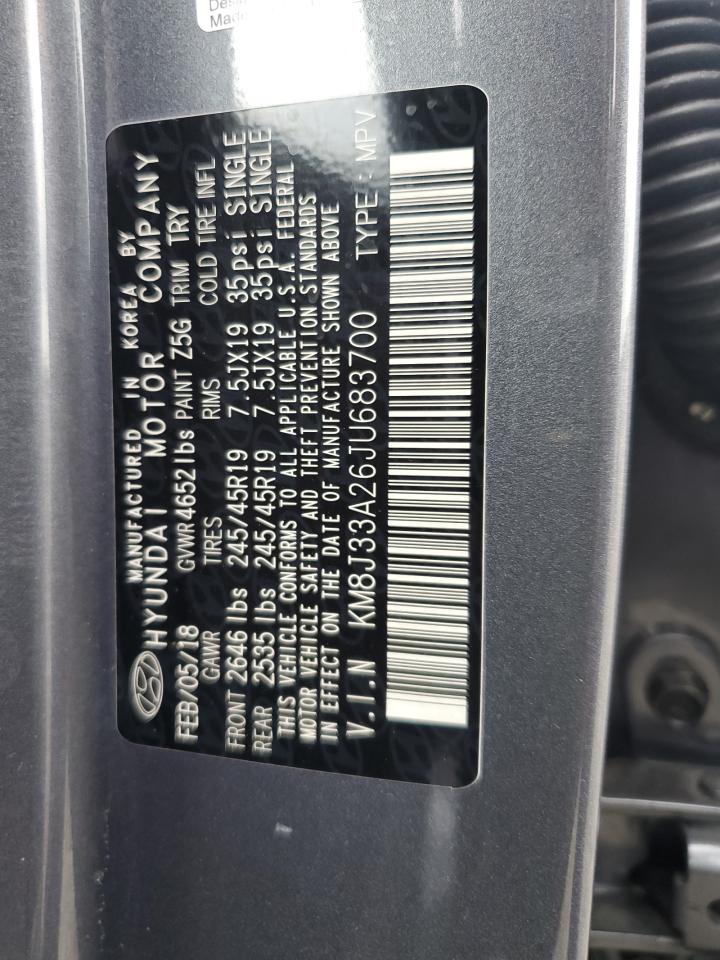 Made
MANUFACTURED IN KOREA BY
HYUNDAI MOTOR COMPANY
FEB/05/18 GVWR4652lbs PAINT Z5G TRIM TRY
GAWR TIRES RIMS COLD TIRE INFL
FRONT 2646 lbs 245/45R19 7.5JX19 35psi SINGLE
REAR 2535 lbs 245/45R19 7.5JX19 35psi SINGLE
THIS VEHICLE CONFORMS TO ALL APPLICABLE U.S.A. FEDERAL
MOTOR VEHICLE SAFETY AND THEFT PREVENTION STANDARDS
IN EFFECT ON THE DATE OF MANUFACTURE SHOWN ABOVE
V.I.N KM8J33A26JU683700 TYPE : MPV